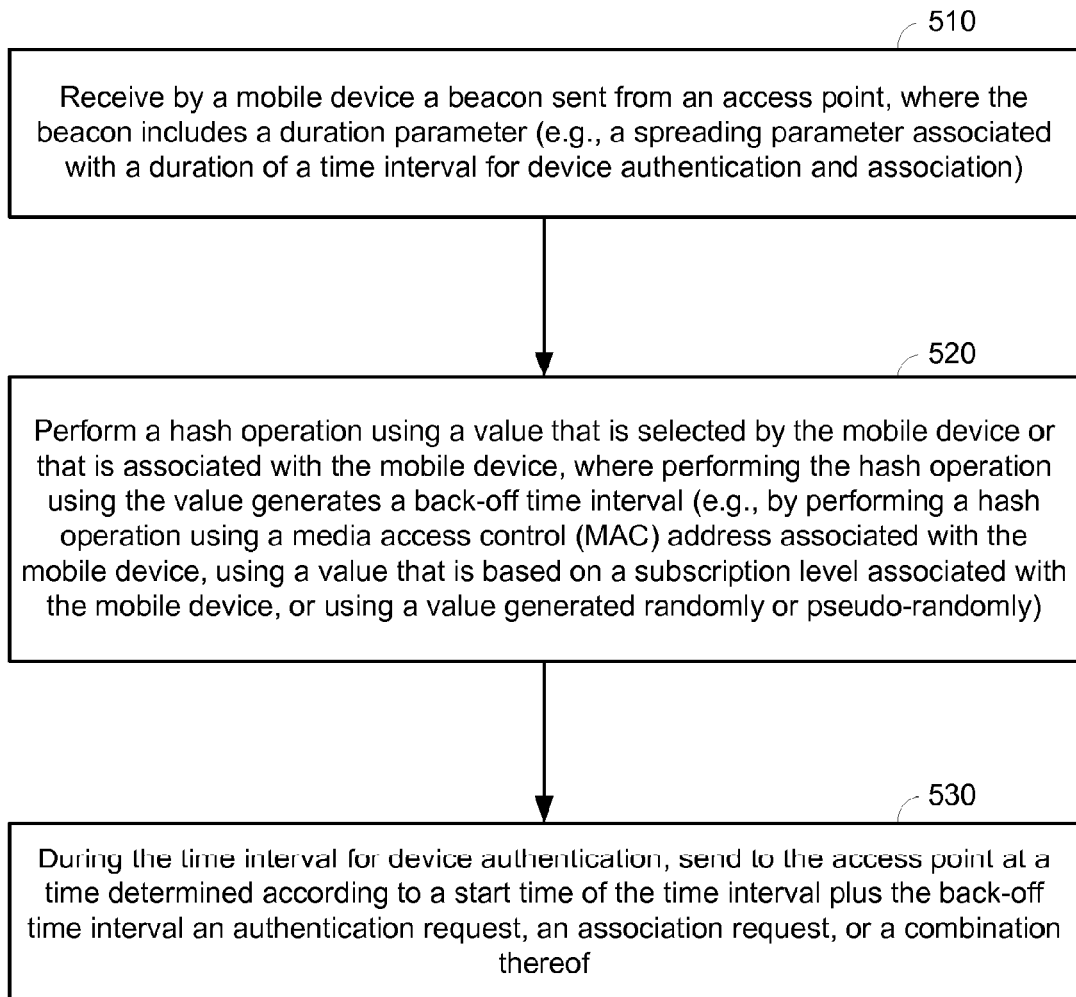 510
Receive by a mobile device a beacon sent from an access point, where the
beacon includes a duration parameter (e.g., a spreading parameter associated
with a duration of a time interval for device authentication and association)
520
Perform a hash operation using a value that is selected by the mobile device or
that is associated with the mobile device, where performing the hash operation
using the value generates a back-off time interval (e.g., by performing a hash
operation using a media access control (MAC) address associated with the
mobile device, using a value that is based on a subscription level associated with
the mobile device, or using a value generated randomly or pseudo-randomly)
530
During the time interval for device authentication, send to the access point at a
time determined according to a start time of the time interval plus the back-off
time interval an authentication request, an association request, or a combination
thereof